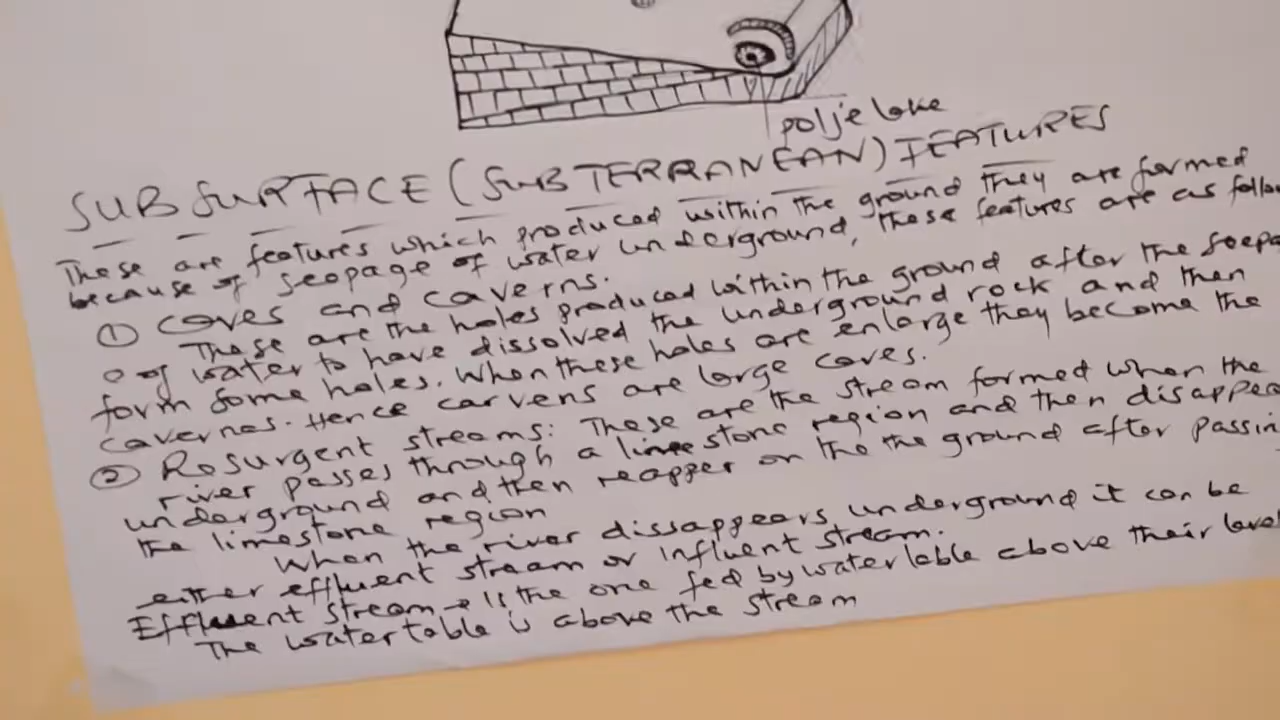 polje lake
SUBSURFACE (SUBTERRANEAN) FEATURES
These are features which produced within the ground they are formed
because of seepage of water underground, these features are as follow
① Caves and caverns.
These are the holes produced within the ground after the seepa
of water to have dissolved the underground rock and then
form some holes. When these holes are enlarge they become the
caverns. Hence carvens are large caves.
② Resurgent streams: These are the stream formed when the
river passes through a limestone region and then disappea
underground and then reapper on the the ground after passin
the limestone region
When the river dissappears underground it can be
either effluent stream or influent stream.
Effluent stream → Is the one fed by watertable above their level
The watertable is above the stream